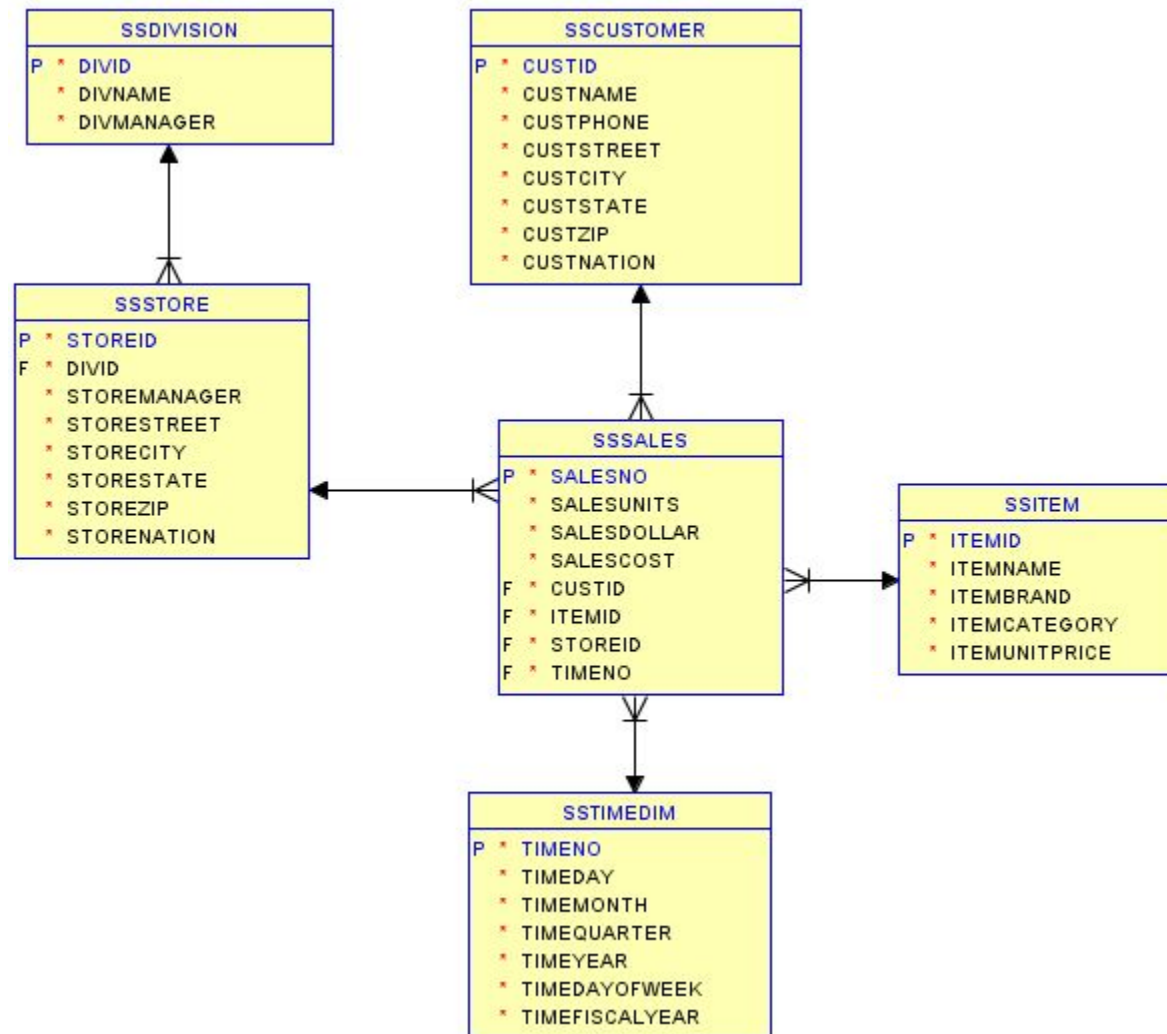 SSDIVISION
P * DIVID
* DIVNAME
* DIVMANAGER
SSCUSTOMER
P * CUSTID
* CUSTNAME
* CUSTPHONE
* CUSTSTREET
* CUSTCITY
* CUSTSTATE
* CUSTZIP
* CUSTNATION
SSSTORE
P * STOREID
F * DIVID
* STOREMANAGER
* STORESTREET
* STORECITY
* STORESTATE
* STOREZIP
* STORENATION
SSSALES
P * SALESNO
* SALESUNITS
* SALESDOLLAR
* SALESCOST
F * CUSTID
F * ITEMID
F * STOREID
F * TIMENO
SSITEM
P * ITEMID
* ITEMNAME
* ITEMBRAND
* ITEMCATEGORY
* ITEMUNITPRICE
SSTIMEDIM
P * TIMENO
* TIMEDAY
* TIMEMONTH
* TIMEQUARTER
* TIMEYEAR
* TIMEDAYOFWEEK
* TIMEFISCALYEAR